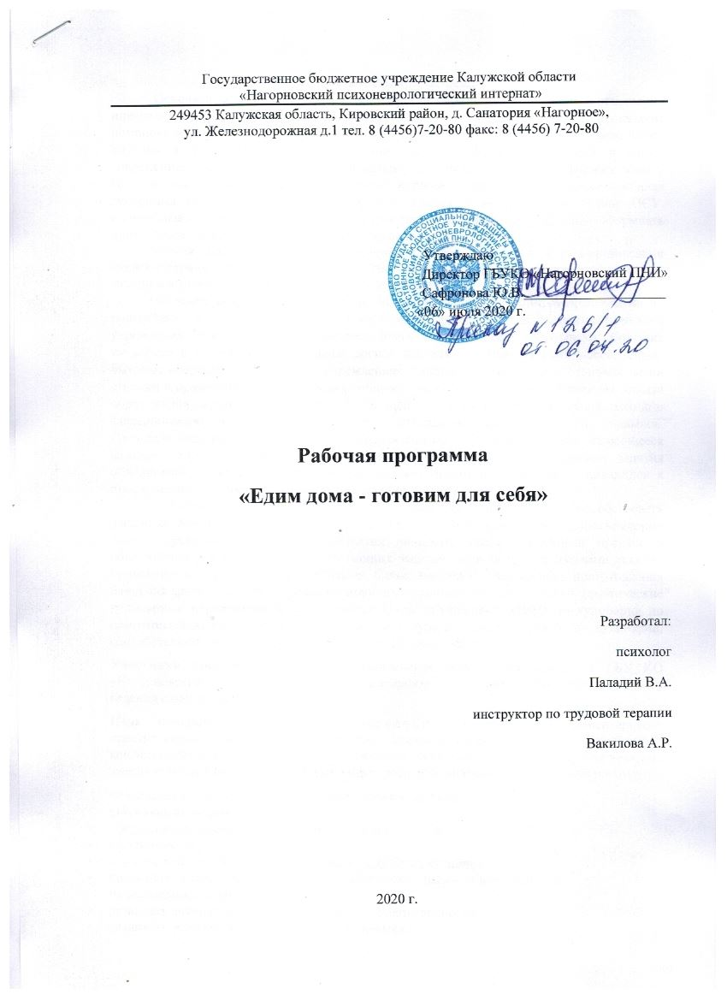 Государственное бюджетное учреждение Калужской области
«Нагорновский психоневрологический интернат»
249453 Калужская область, Кировский район, д. Санатория «Нагорное»,
ул. Железнодорожная д.1 тел. 8 (4456)7-20-80 факс: 8 (4456) 7-20-80
Утверждаю
Директор ГБУКО «Нагорновский ПНИ»
Сафронова Ю.В.
«06» июля 2020 г.
Приказ N 126/1
от 06.07.20
Рабочая программа
«Едим дома - готовим для себя»
Разработал:
психолог
Паладий В.А.
инструктор по трудовой терапии
Вакилова А.Р.
2020 г.